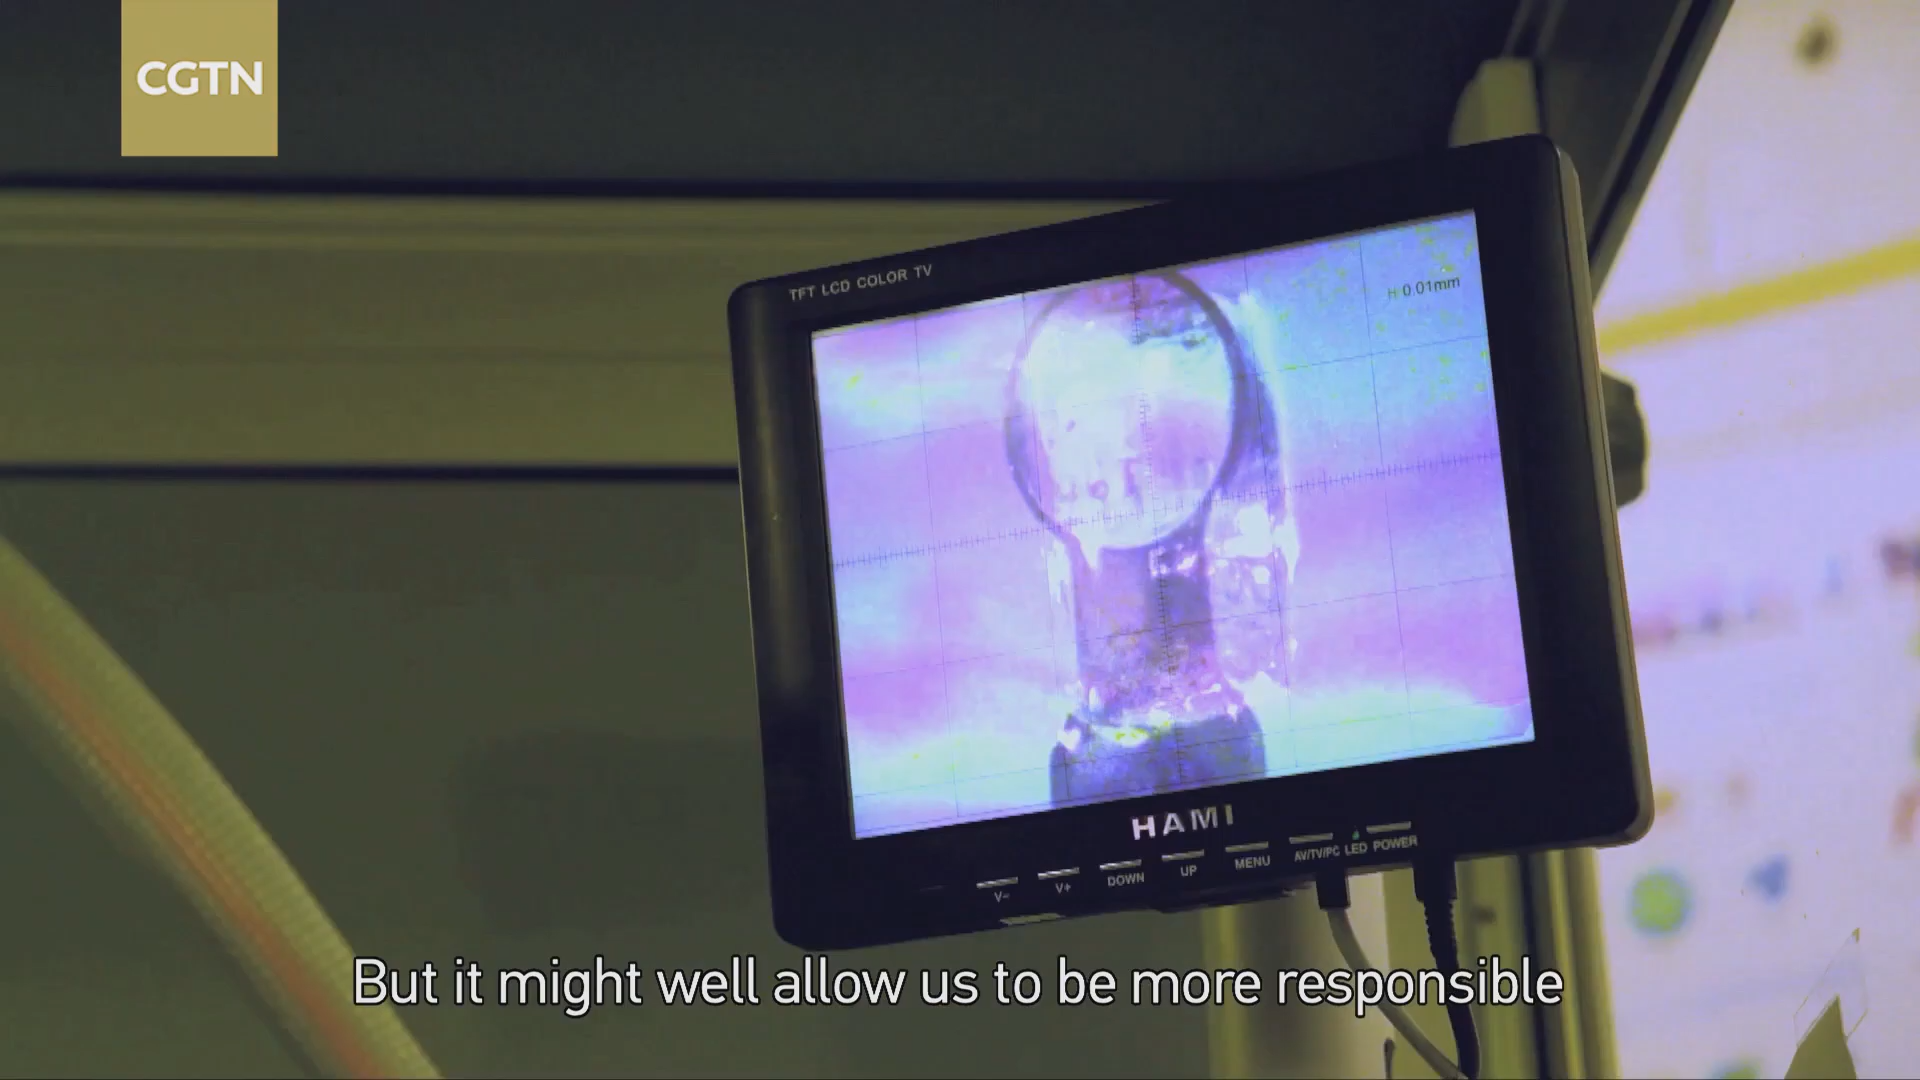 CGTN
TFT LCD COLOR TV
H 0.01mm
HAMI
V- V+ DOWN UP MENU AV/TV/PC LED POWER
But it might well allow us to be more responsible